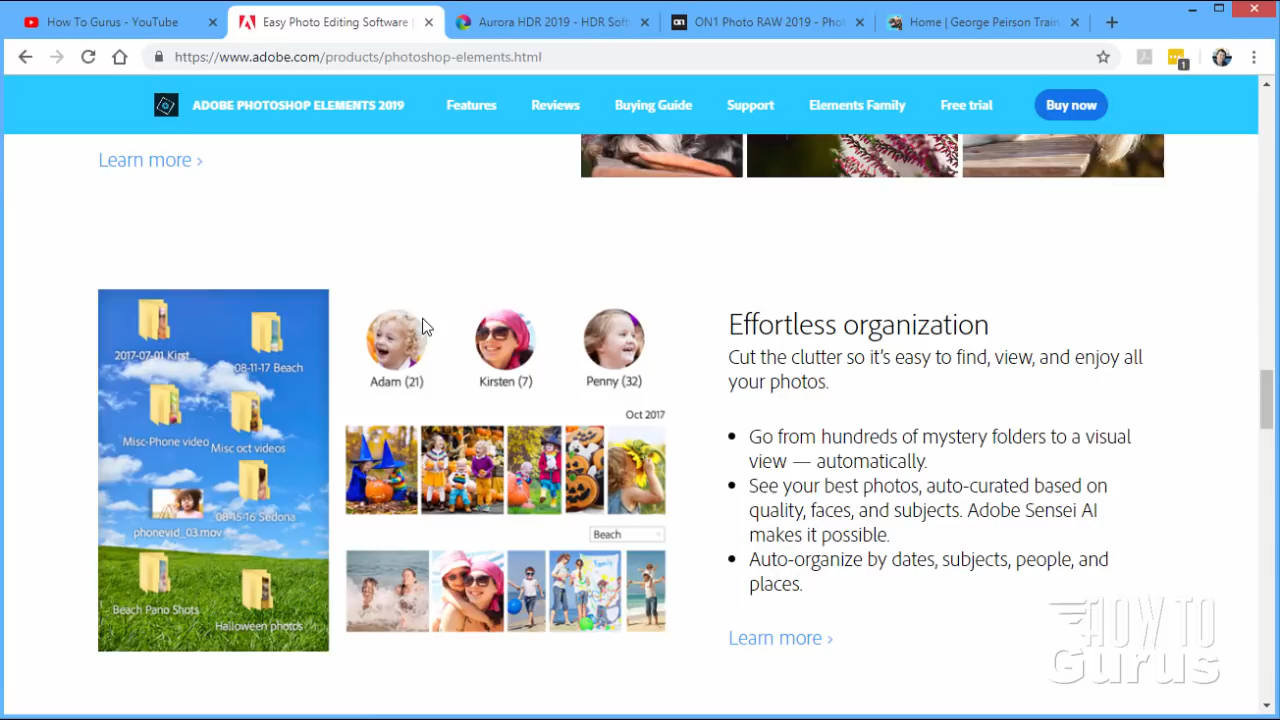 How To Gurus - YouTube
Easy Photo Editing Software |
Aurora HDR 2019 - HDR Soft
ON1 Photo RAW 2019 - Pho
Home | George Peirson Train
https://www.adobe.com/products/photoshop-elements.html
1
ADOBE PHOTOSHOP ELEMENTS 2019
Features
Reviews
Buying Guide
Support
Elements Family
Free trial
Buy now
Learn more ›
2017-07-01 Kirst
08-11-17 Beach
Misc-Phone video
Misc oct videos
08-15-16 Sedona
phonevid_03.mov
Beach Pano Shots
Halloween photos
Adam (21)
Kirsten (7)
Penny (32)
Oct 2017
Beach
Effortless organization
Cut the clutter so it's easy to find, view, and enjoy all
your photos.
• Go from hundreds of mystery folders to a visual
view — automatically.
• See your best photos, auto-curated based on
quality, faces, and subjects. Adobe Sensei AI
makes it possible.
• Auto-organize by dates, subjects, people, and
places.
Learn more ›
HOW TO
Gurus